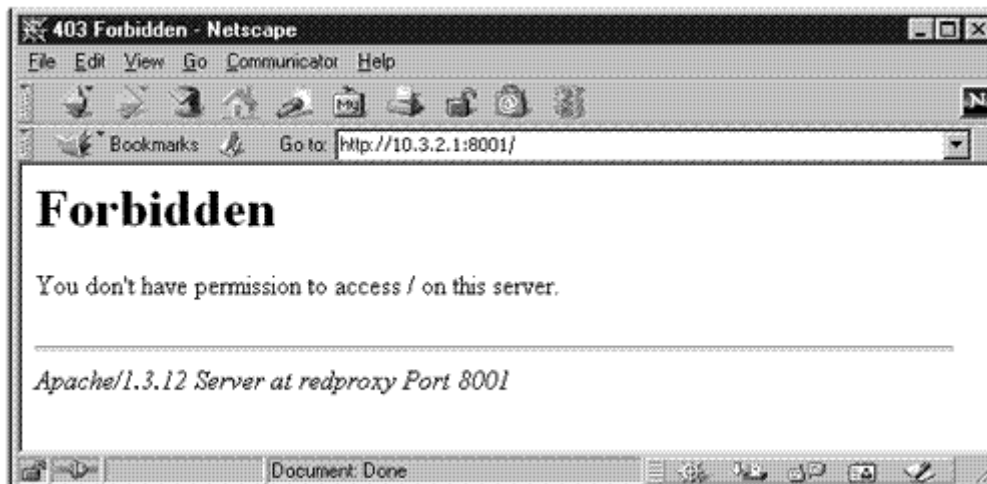 403 Forbidden - Netscape
File Edit View Go Communicator Help
My
N
Bookmarks Go to: http://10.3.2.1:8001/
Forbidden
You don't have permission to access / on this server.
Apache/1.3.12 Server at redproxy Port 8001
Document: Done